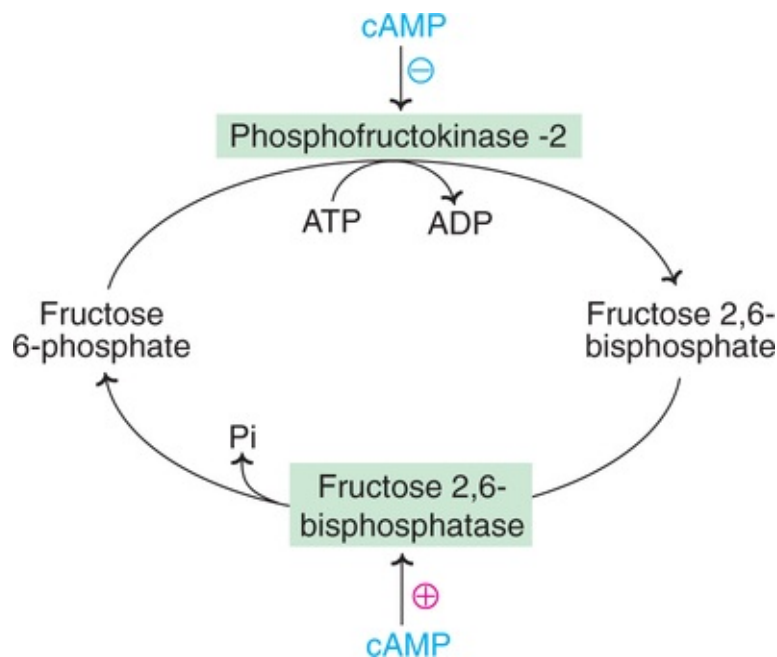 cAMP
⊖
Phosphofructokinase -2
ATP
ADP
Fructose
6-phosphate
Fructose 2,6-
bisphosphate
Pi
Fructose 2,6-
bisphosphatase
⊕
cAMP